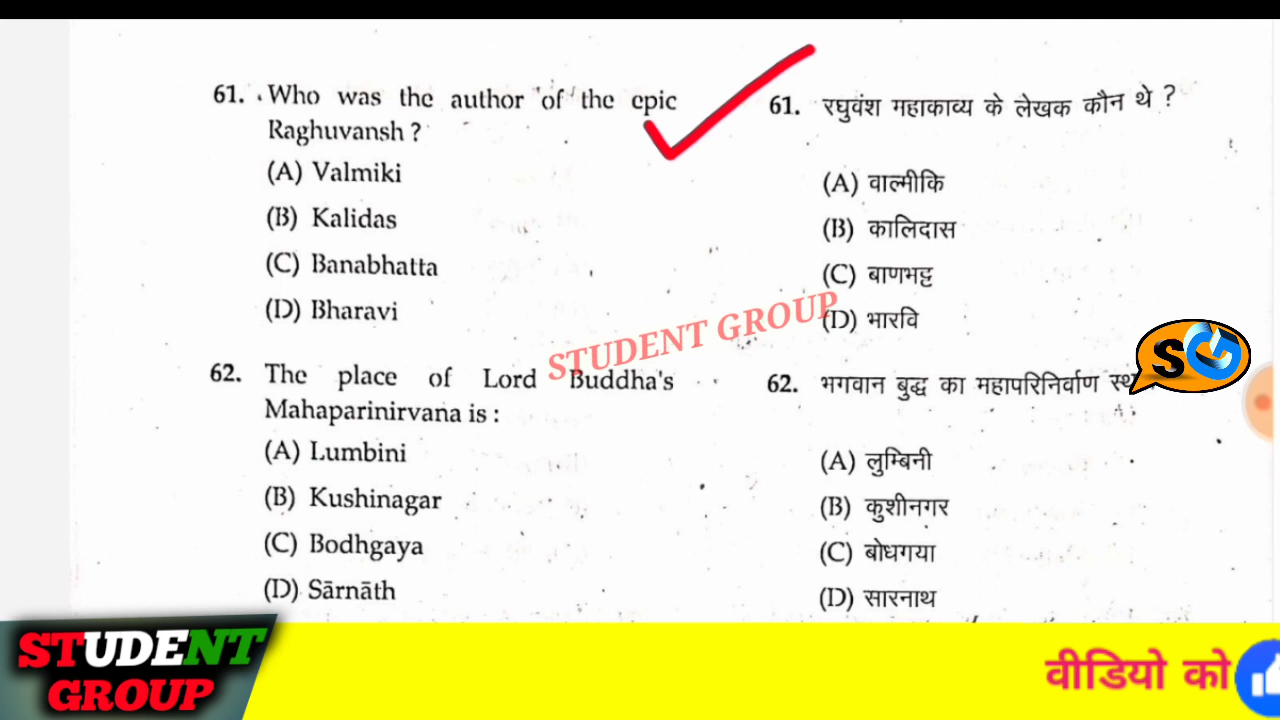 61. Who was the author of the epic
Raghuvansh ?
(A) Valmiki
(B) Kalidas
(C) Banabhatta
(D) Bharavi
62. The place of Lord Buddha's
Mahaparinirvana is :
(A) Lumbini
(B) Kushinagar
(C) Bodhgaya
(D) Sārnāth
61. रघुवंश महाकाव्य के लेखक कौन थे ?
(A) वाल्मीकि
(B) कालिदास
(C) बाणभट्ट
(D) भारवि
62. भगवान बुद्ध का महापरिनिर्वाण
(A) लुम्बिनी
(B) कुशीनगर
(C) बोधगया
(D) सारनाथ
STUDENT GROUP
SG
STUDENT
GROUP
वीडियो को